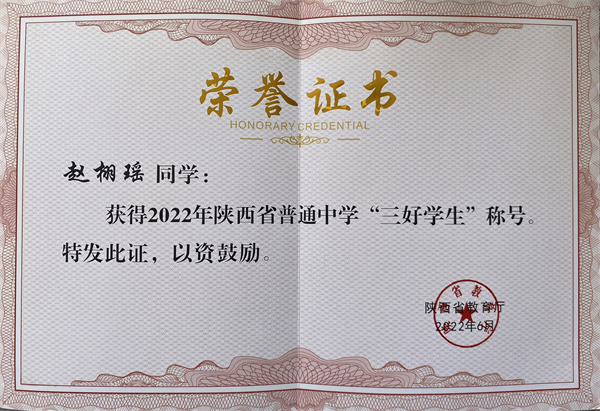 荣誉证书
HONORARY CREDENTIAL
赵栩瑶 同学：
获得2022年陕西省普通中学“三好学生”称号。
特发此证，以资鼓励。
陕西省教育厅
2022年6月